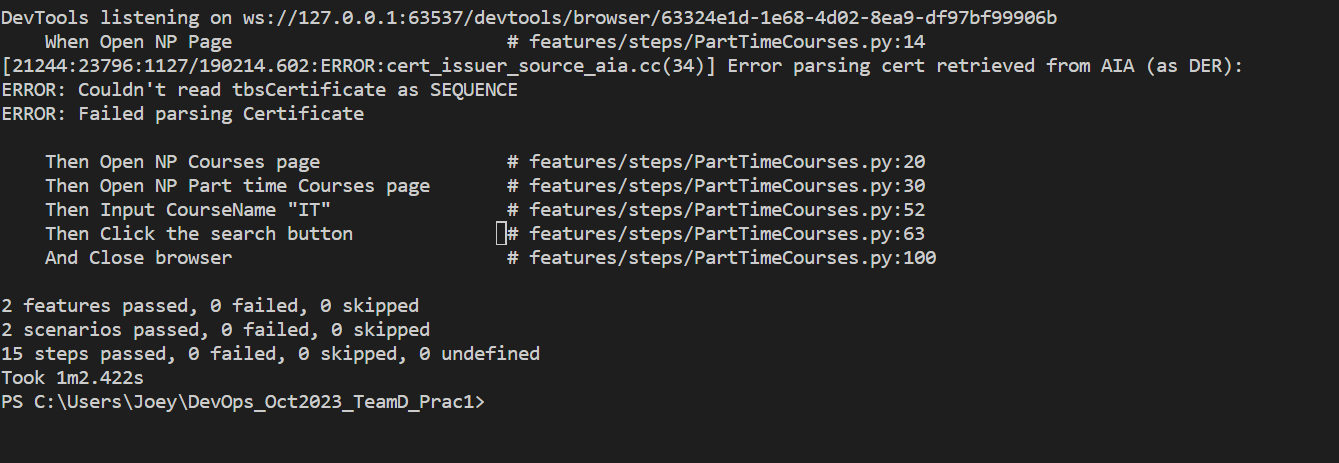 DevTools listening on ws://127.0.0.1:63537/devtools/browser/63324e1d-1e68-4d02-8ea9-df97bf99906b
    When Open NP Page                         # features/steps/PartTimeCourses.py:14
[21244:23796:1127/190214.602:ERROR:cert_issuer_source_aia.cc(34)] Error parsing cert retrieved from AIA (as DER):
ERROR: Couldn't read tbsCertificate as SEQUENCE
ERROR: Failed parsing Certificate
    Then Open NP Courses page                 # features/steps/PartTimeCourses.py:20
    Then Open NP Part time Courses page       # features/steps/PartTimeCourses.py:30
    Then Input CourseName "IT"                # features/steps/PartTimeCourses.py:52
    Then Click the search button              # features/steps/PartTimeCourses.py:63
    And Close browser                         # features/steps/PartTimeCourses.py:100
2 features passed, 0 failed, 0 skipped
2 scenarios passed, 0 failed, 0 skipped
15 steps passed, 0 failed, 0 skipped, 0 undefined
Took 1m2.422s
PS C:\Users\Joey\DevOps_Oct2023_TeamD_Prac1>